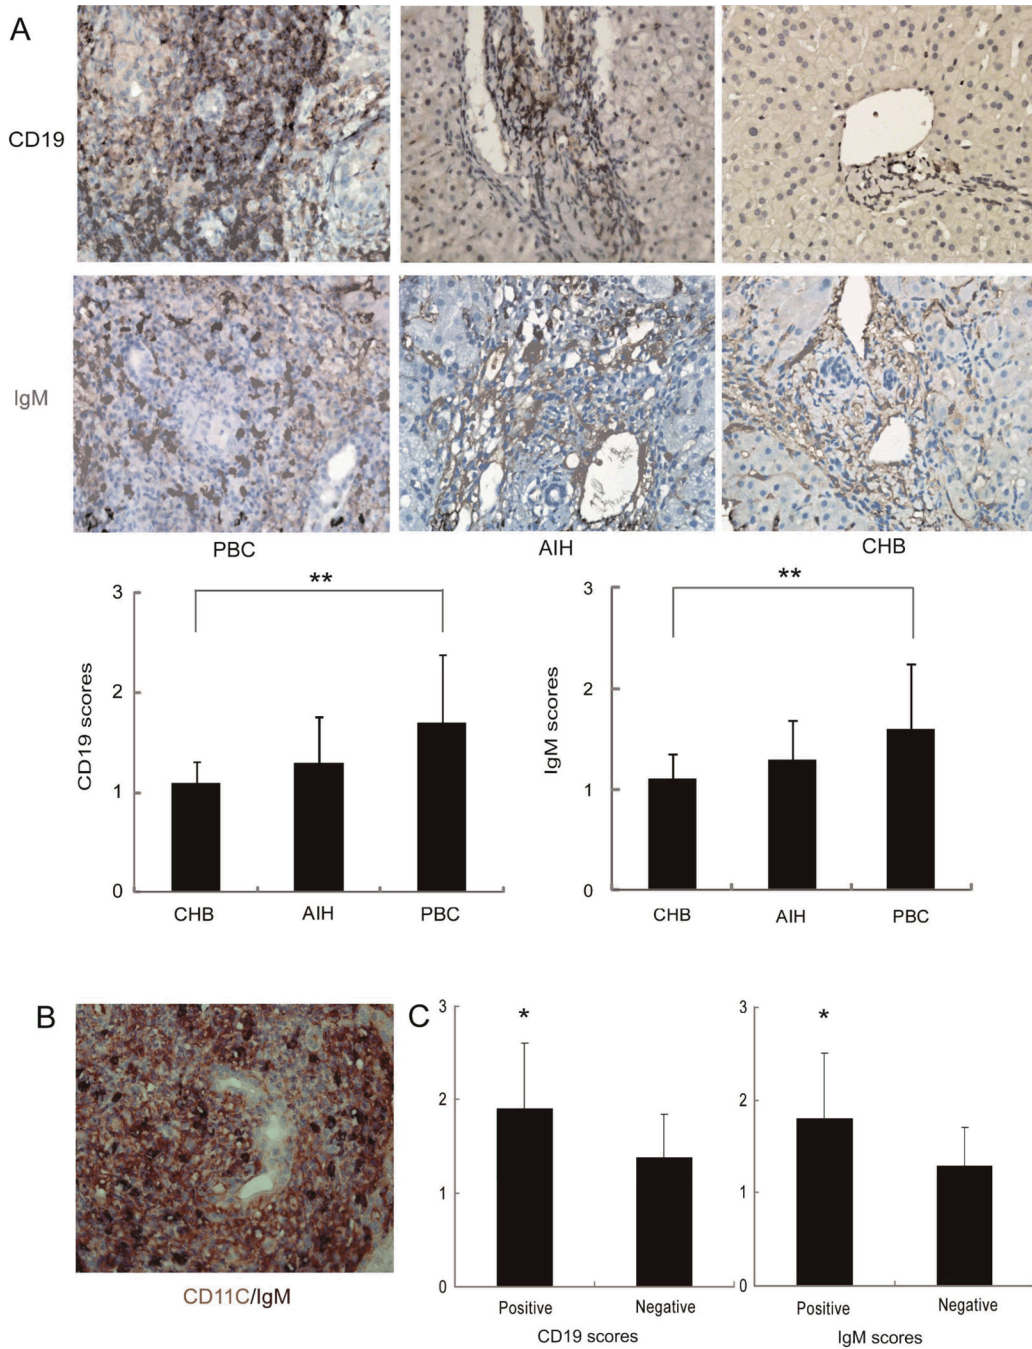 A
CD19
IgM
PBC
AIH
CHB
**
3
2
1
0
CD19 scores
CHB
AIH
PBC
**
3
2
1
0
IgM scores
CHB
AIH
PBC
B
CD11C/IgM
C
*
3
2
1
0
Positive
Negative
CD19 scores
*
3
2
1
0
Positive
Negative
IgM scores